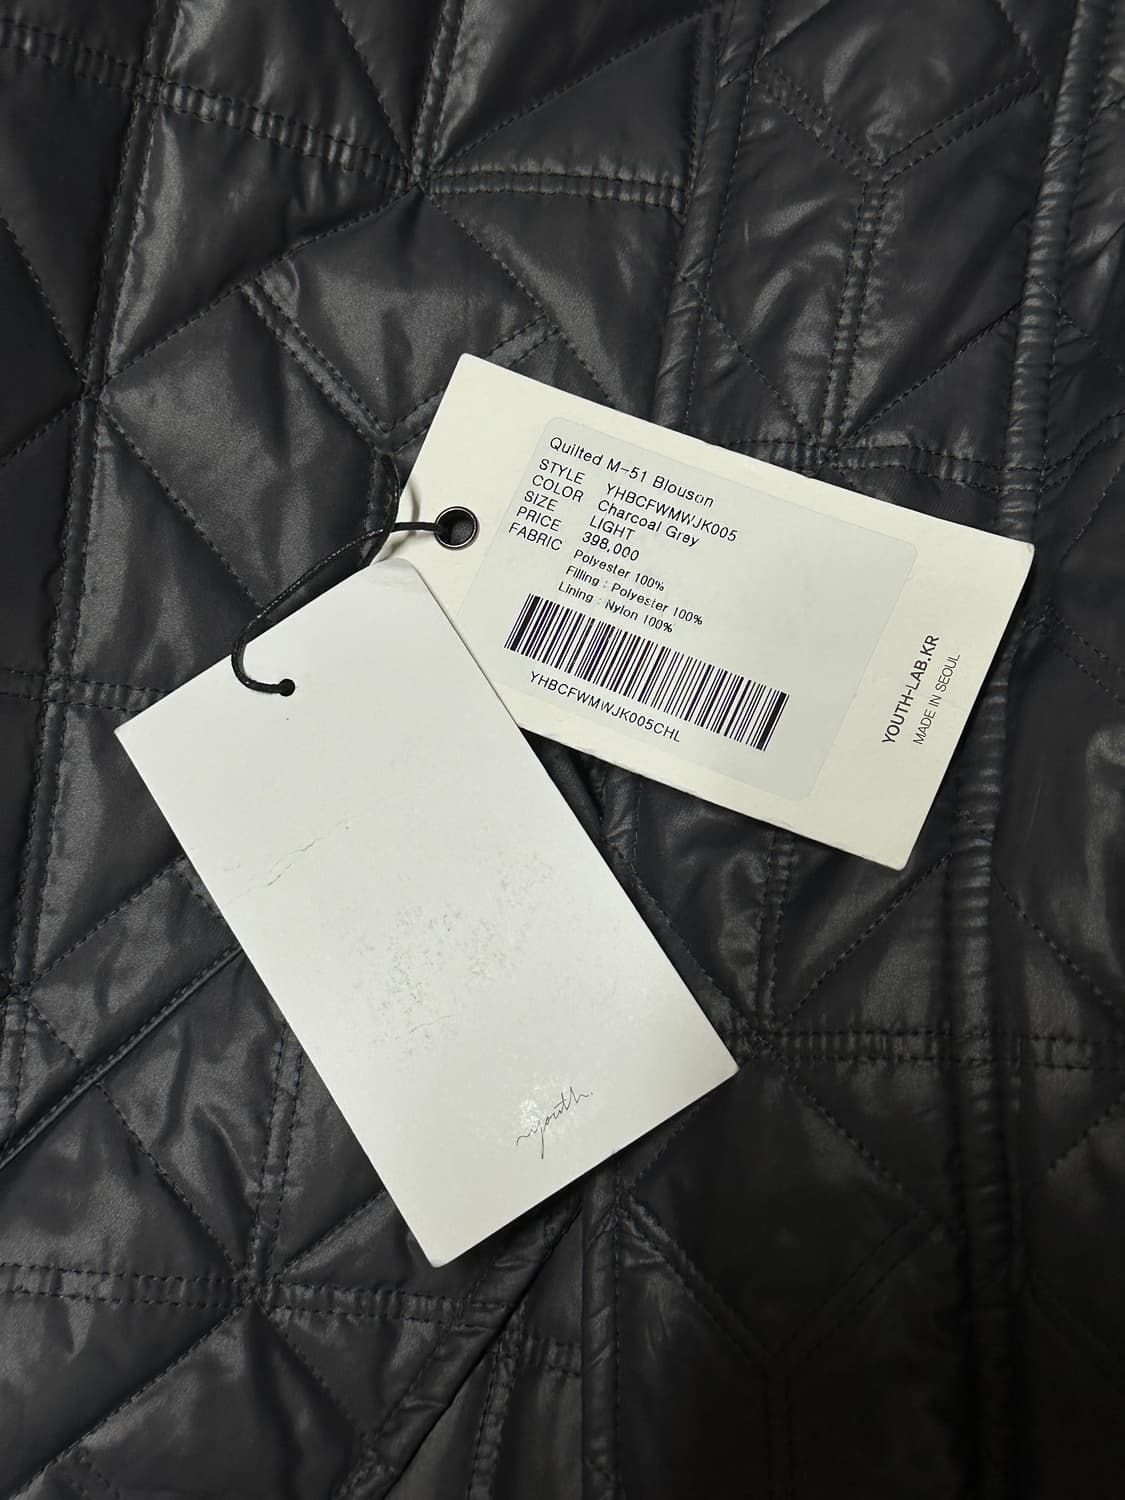 Quilted M-51 Blouson
STYLE YHBCFWMWJK005
COLOR Charcoal Grey
SIZE LIGHT
PRICE 398,000
FABRIC Polyester 100%
Filling : Polyester 100%
Lining : Nylon 100%
YHBCFWMWJK005CHL
YOUTH-LAB.KR
MADE IN SEOUL
youth.